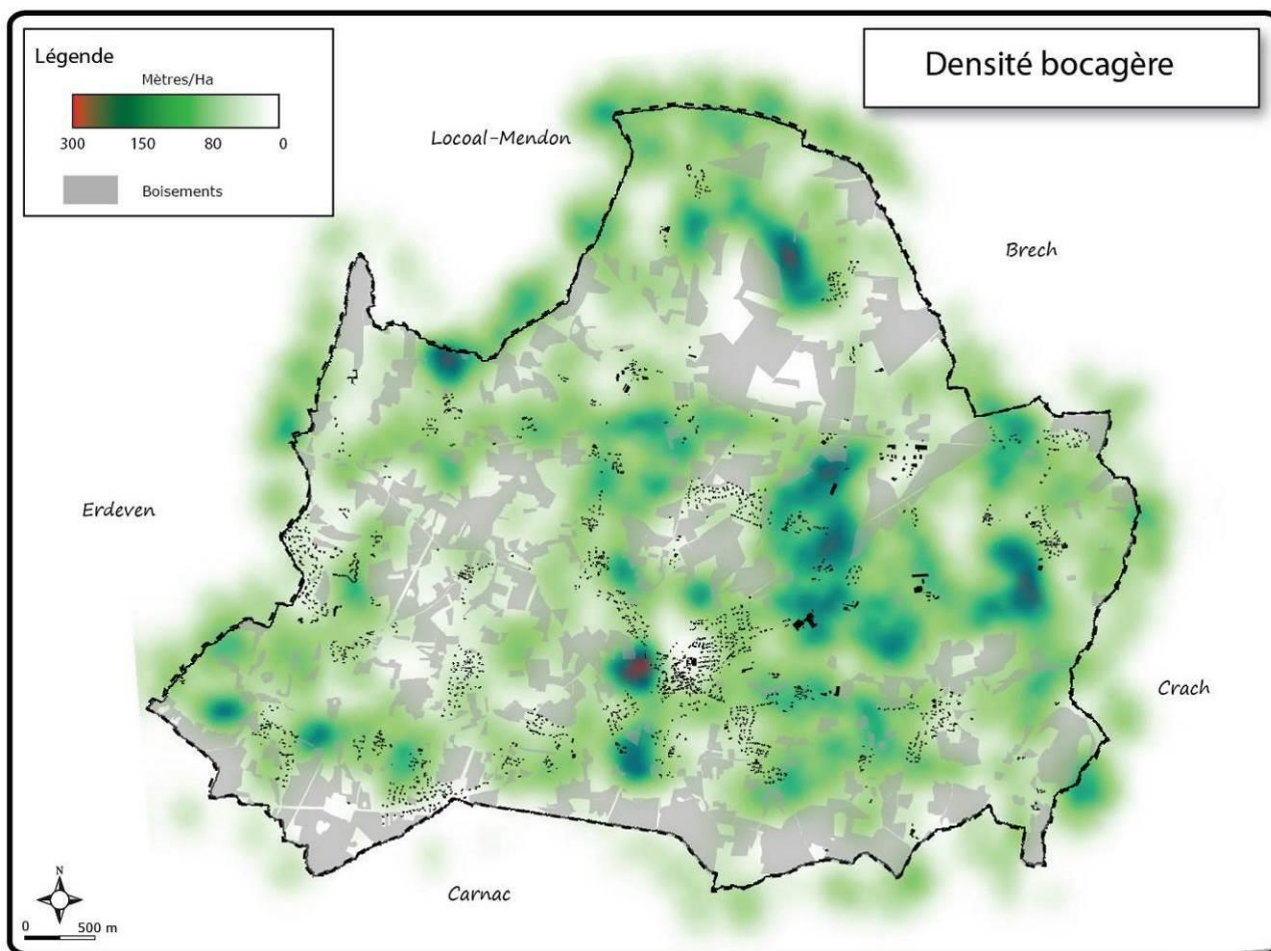 Légende
Mètres/Ha
300 150 80 0
Boisements
Densité bocagère
Locoal-Mendon
Brech
Erdeven
Crach
Carnac
N
0 500 m